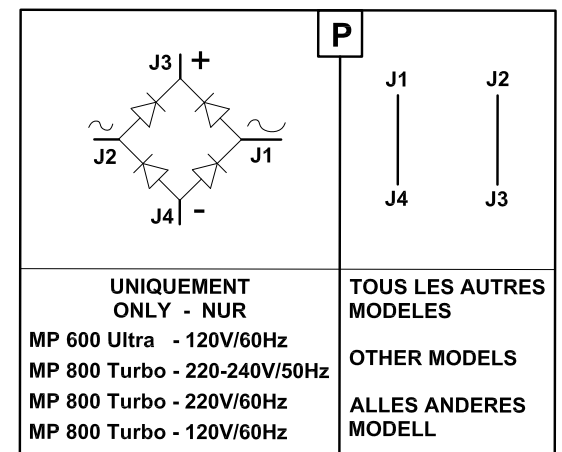 P
J3 +
J2
J1
J4 -
J1 J2
J4 J3
UNIQUEMENT
ONLY - NUR
MP 600 Ultra - 120V/60Hz
MP 800 Turbo - 220-240V/50Hz
MP 800 Turbo - 220V/60Hz
MP 800 Turbo - 120V/60Hz
TOUS LES AUTRES
MODELES
OTHER MODELS
ALLES ANDERES
MODELL